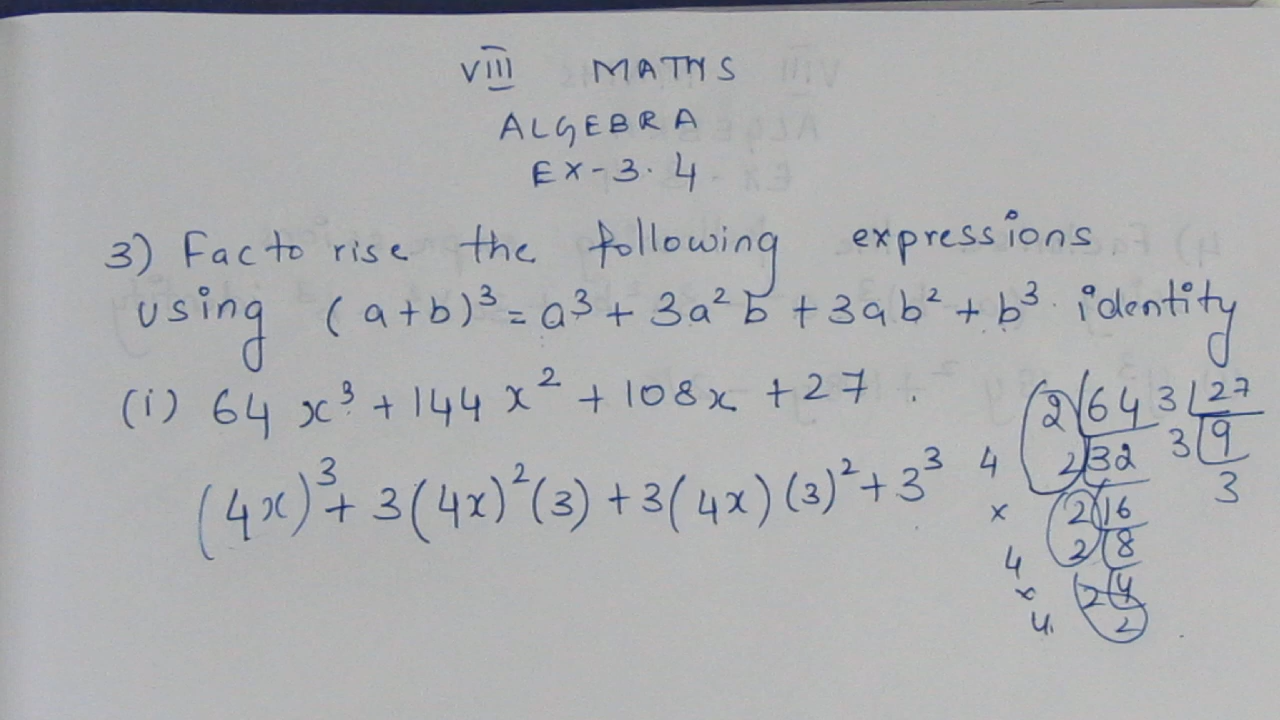 VIII MATHS
ALGEBRA
EX-3.4
3) Factorise the following expressions
using (a+b)³ = a³ + 3a²b + 3ab² + b³. identity
(i) 64x³ + 144x² + 108x + 27.
(4x)³ + 3(4x)²(3) + 3(4x)(3)² + 3³
2 64 3 27
4 2 32 3 9
3
x 2 16
4 2 8
x 2 4
4. 2